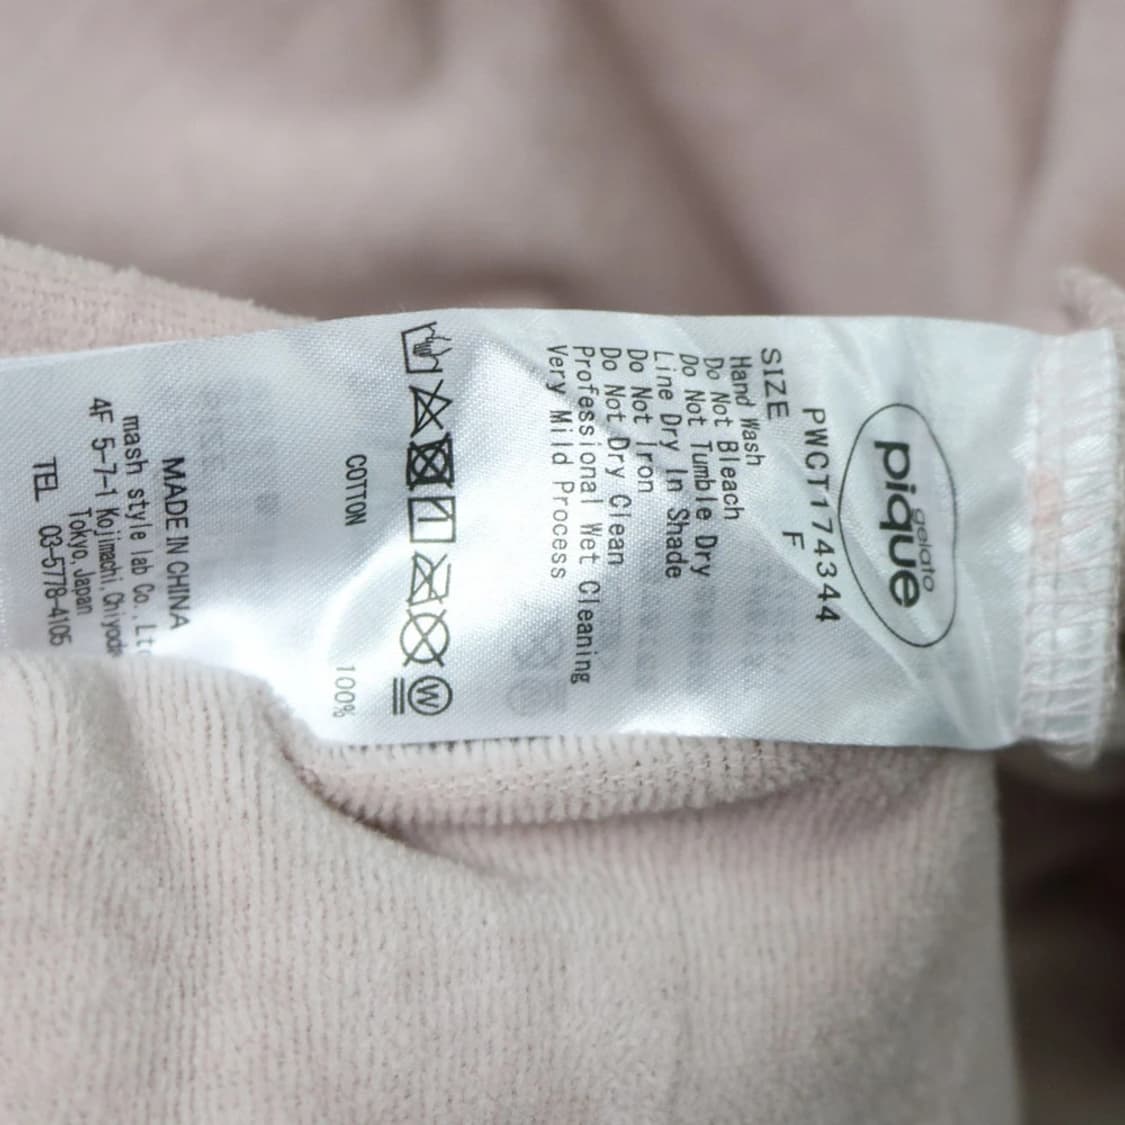 gelato
pique
PWCT174344
SIZE F
Hand Wash
Do Not Bleach
Do Not Tumble Dry
Line Dry In Shade
Do Not Iron
Do Not Dry Clean
Professional Wet Cleaning
Very Mild Process
W
COTTON 100%
MADE IN CHINA
mash style lab Co.,Lt
4F 5-7-1 Kojimachi,Chiyoda
Tokyo,Japan
TEL 03-5778-4105